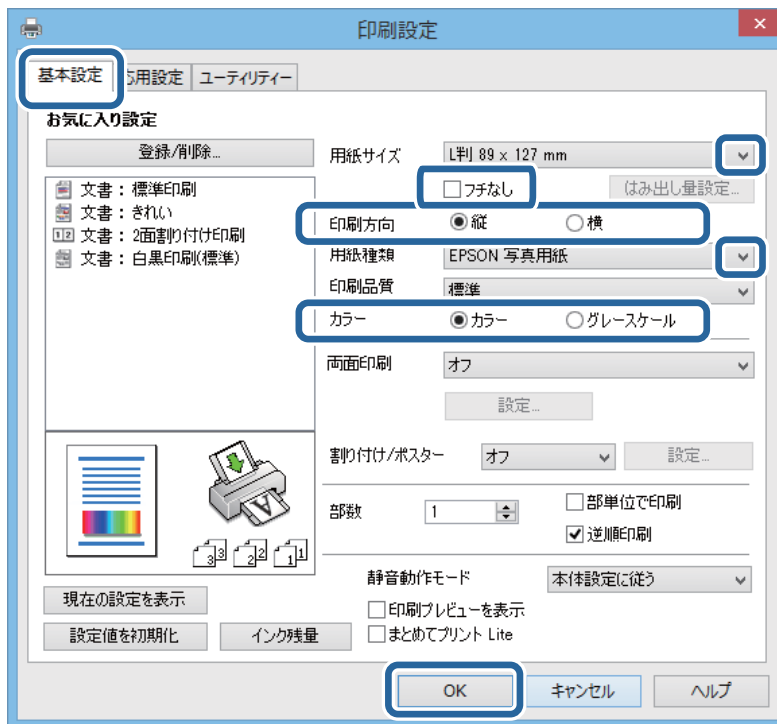 印刷設定
基本設定 応用設定 ユーティリティー
お気に入り設定
登録/削除...
文書：標準印刷
文書：きれい
12 文書：2面割り付け印刷
文書：白黒印刷(標準)
用紙サイズ L判 89 x 127 mm
フチなし はみ出し量設定...
印刷方向 縦 横
用紙種類 EPSON 写真用紙
印刷品質 標準
カラー カラー グレースケール
両面印刷 オフ
設定...
割り付け/ポスター オフ 設定...
部数 1 部単位で印刷
逆順印刷
A
3 3 2 2 1 1
静音動作モード 本体設定に従う
現在の設定を表示 印刷プレビューを表示
設定値を初期化 インク残量 まとめてプリント Lite
OK キャンセル ヘルプ